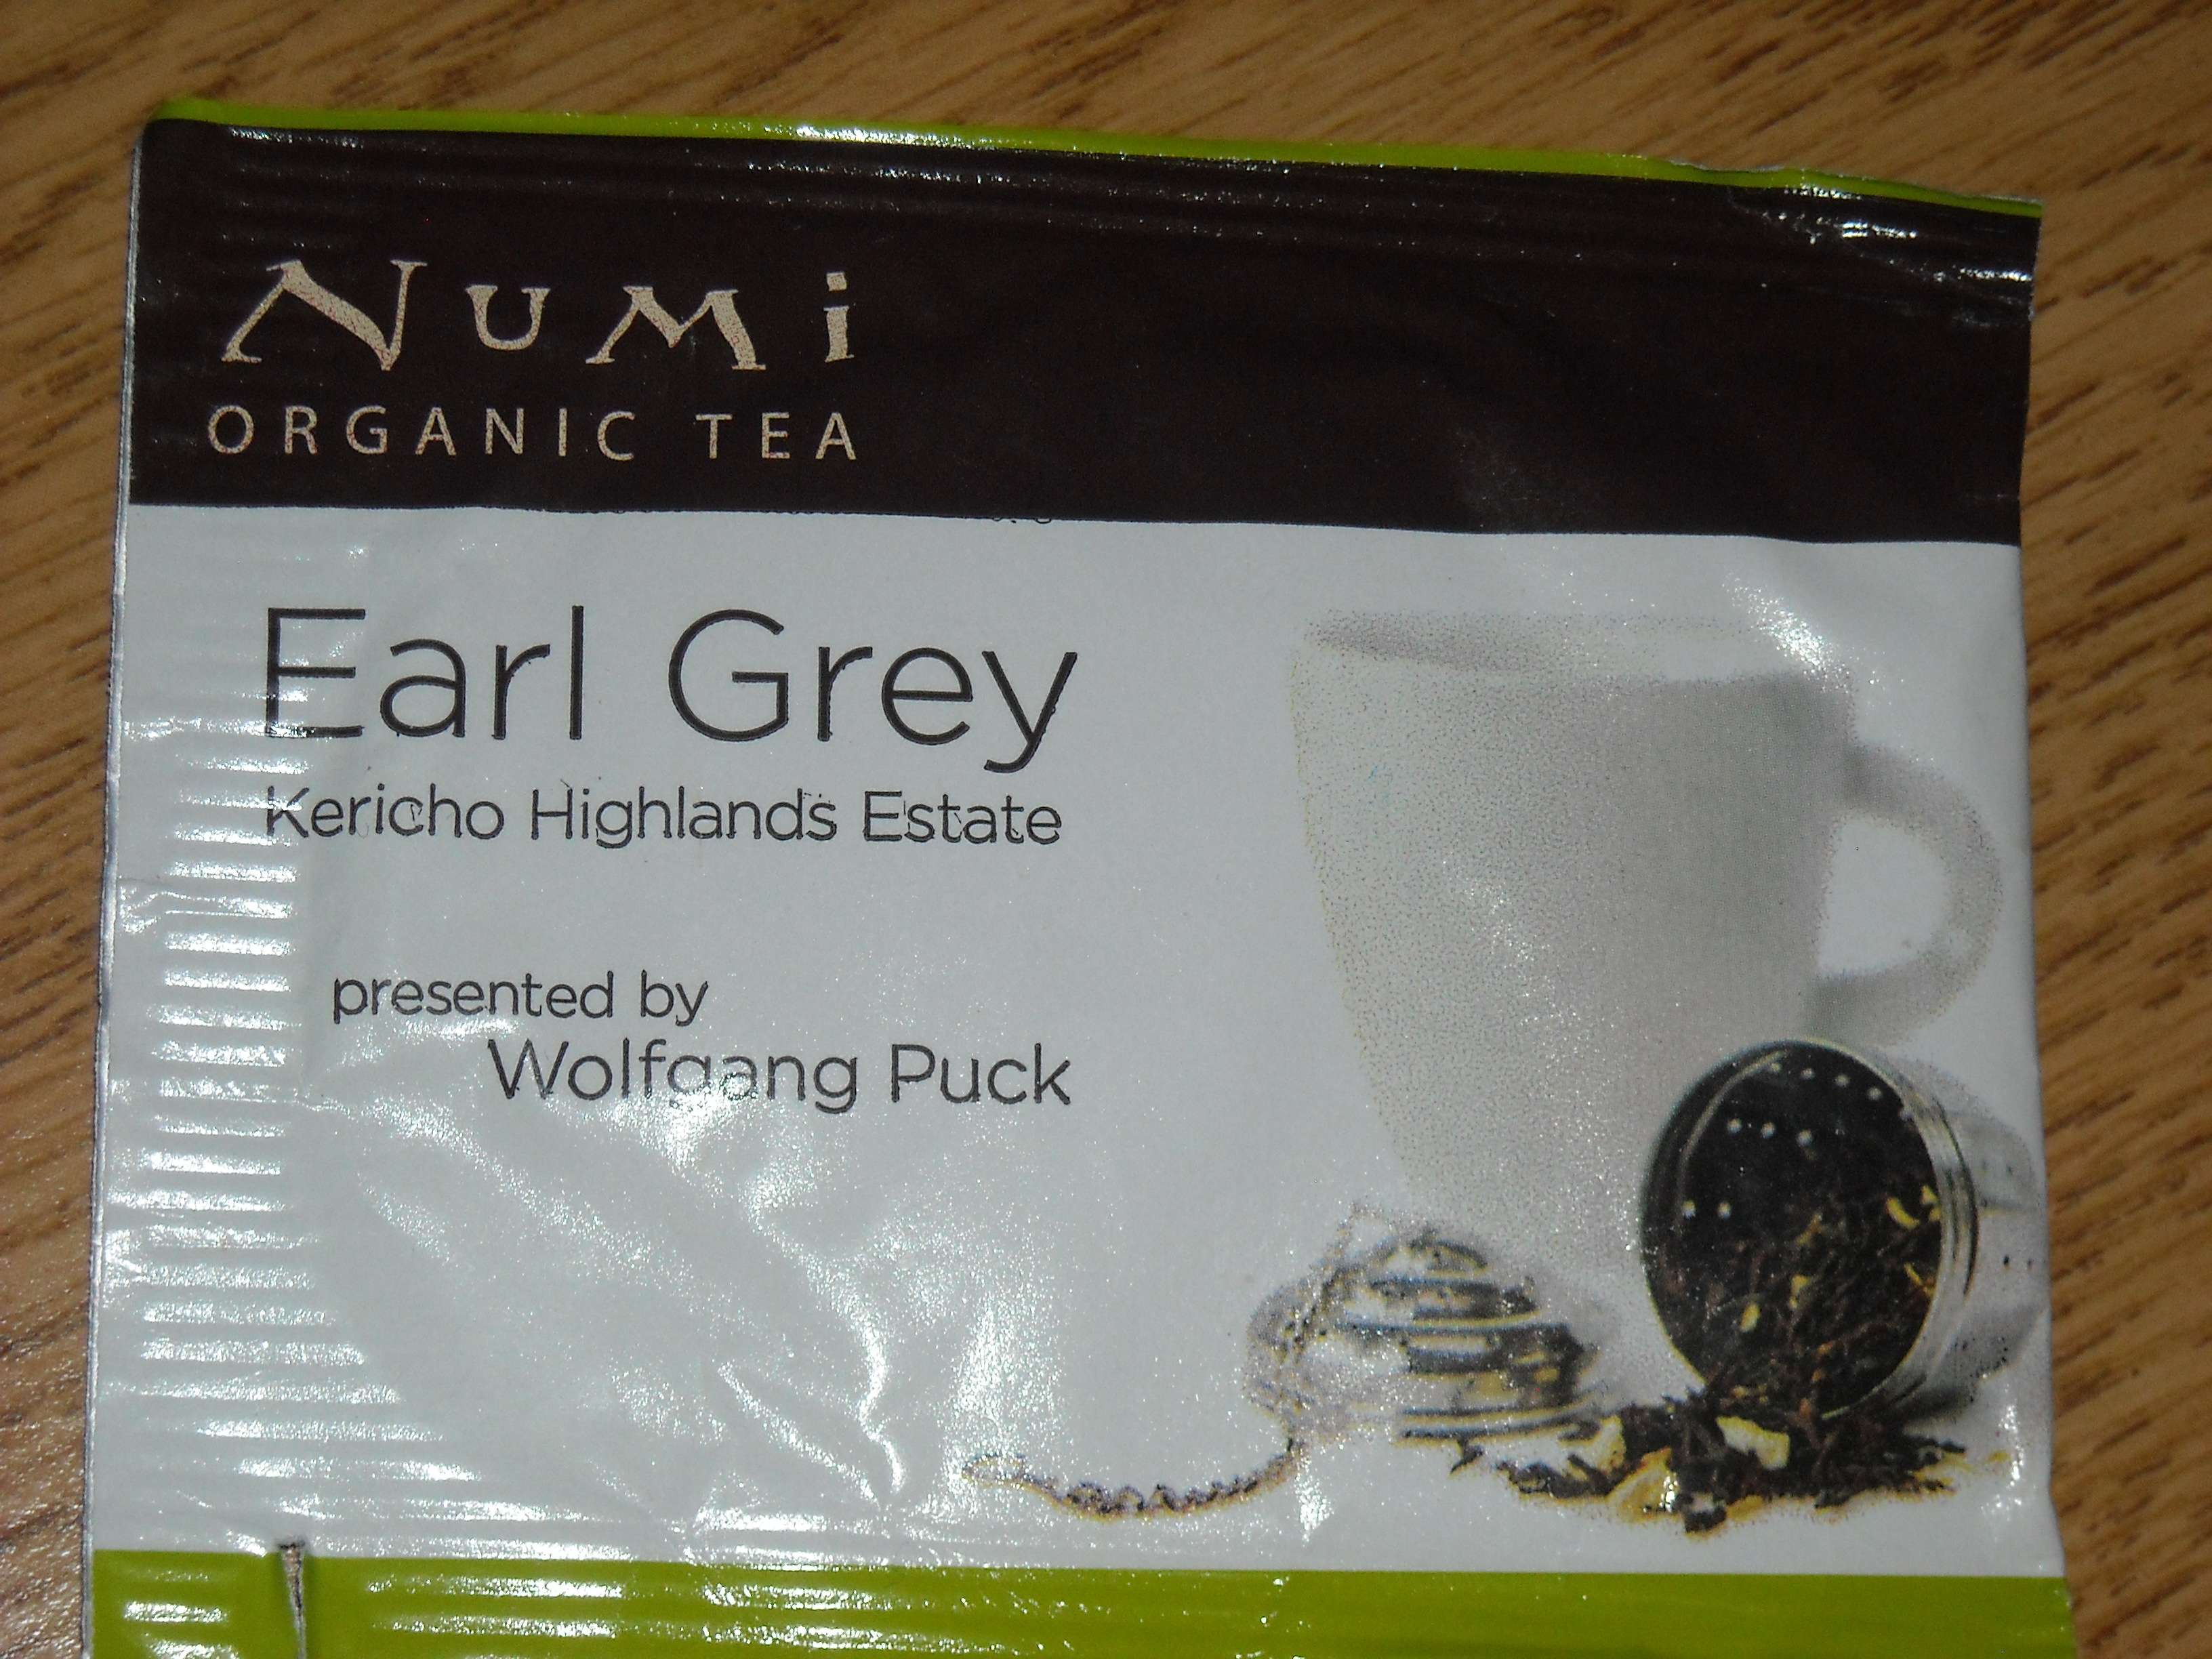 NUMi
ORGANIC TEA
Earl Grey
Kericho Highlands Estate
presented by
Wolfgang Puck